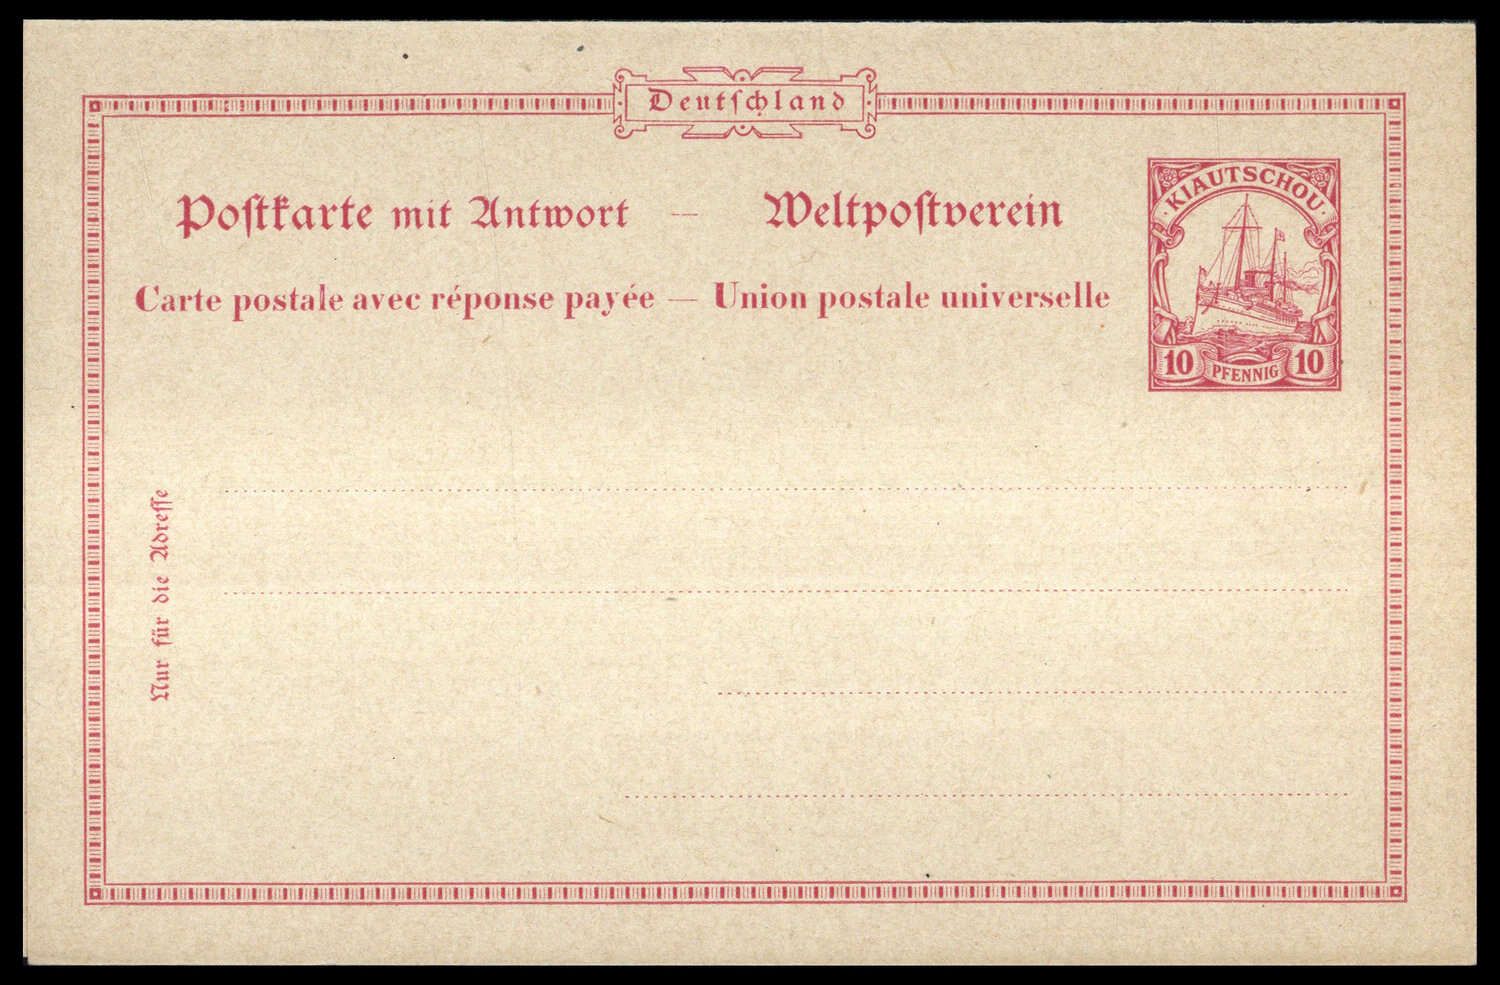 Deutſchland
Poſtkarte mit Antwort — Weltpoſtverein
Carte postale avec réponse payée — Union postale universelle
KIAUTSCHOU
10 PFENNIG 10
Nur für die Adreſſe